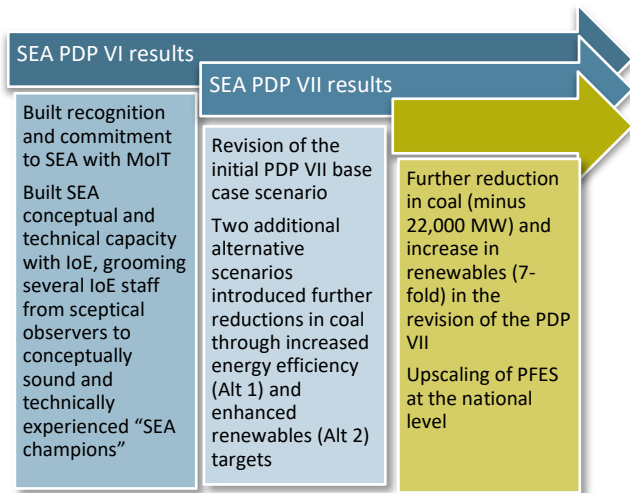 SEA PDP VI results
Built recognition
and commitment
to SEA with MoIT
Built SEA
conceptual and
technical capacity
with IoE, grooming
several IoE staff
from sceptical
observers to
conceptually
sound and
technically
experienced “SEA
champions”
SEA PDP VII results
Revision of the
initial PDP VII base
case scenario
Two additional
alternative
scenarios
introduced further
reductions in coal
through increased
energy efficiency
(Alt 1) and
enhanced
renewables (Alt 2)
targets
Further reduction
in coal (minus
22,000 MW) and
increase in
renewables (7-
fold) in the
revision of the PDP
VII
Upscaling of PFES
at the national
level